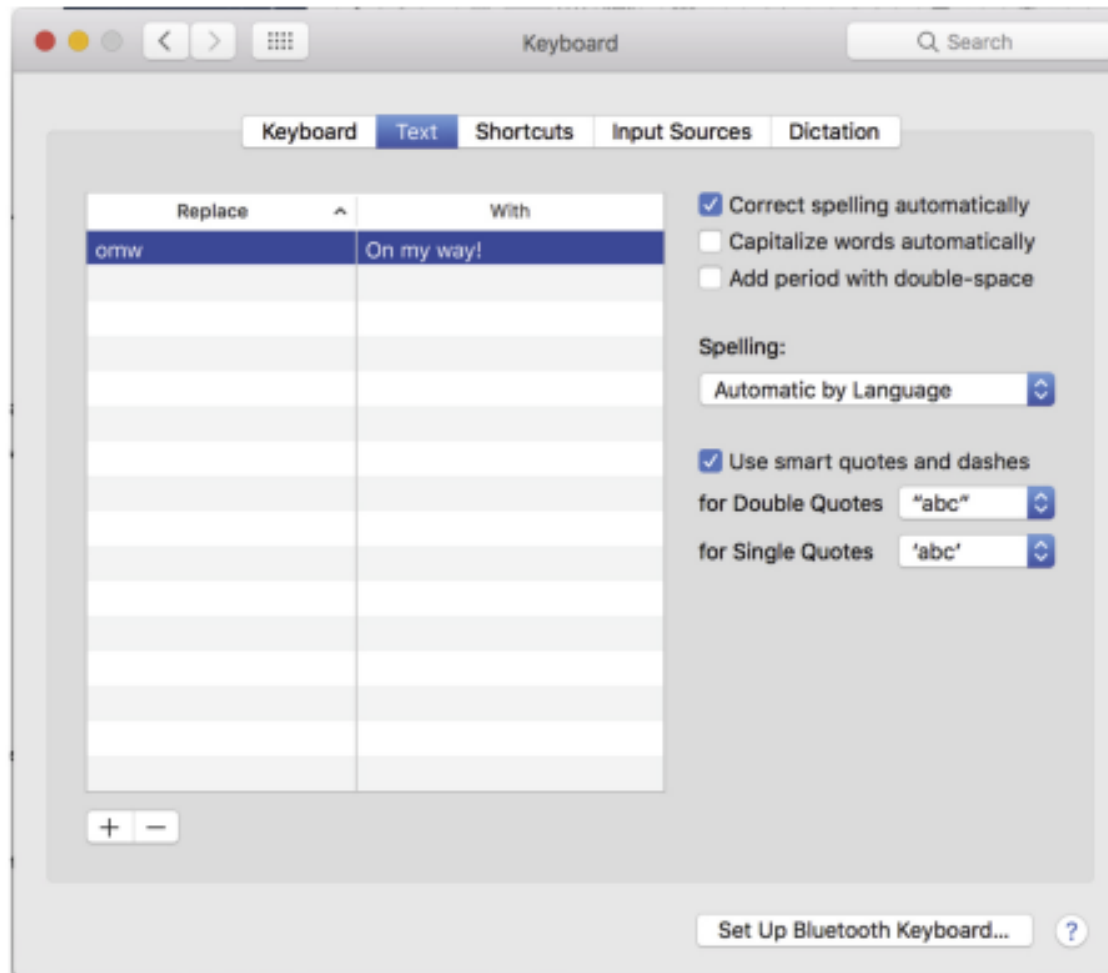 Keyboard
Search
Keyboard Text Shortcuts Input Sources Dictation
Replace With
omw On my way!
Correct spelling automatically
Capitalize words automatically
Add period with double-space
Spelling:
Automatic by Language
Use smart quotes and dashes
for Double Quotes “abc”
for Single Quotes ‘abc’
+ −
Set Up Bluetooth Keyboard... ?